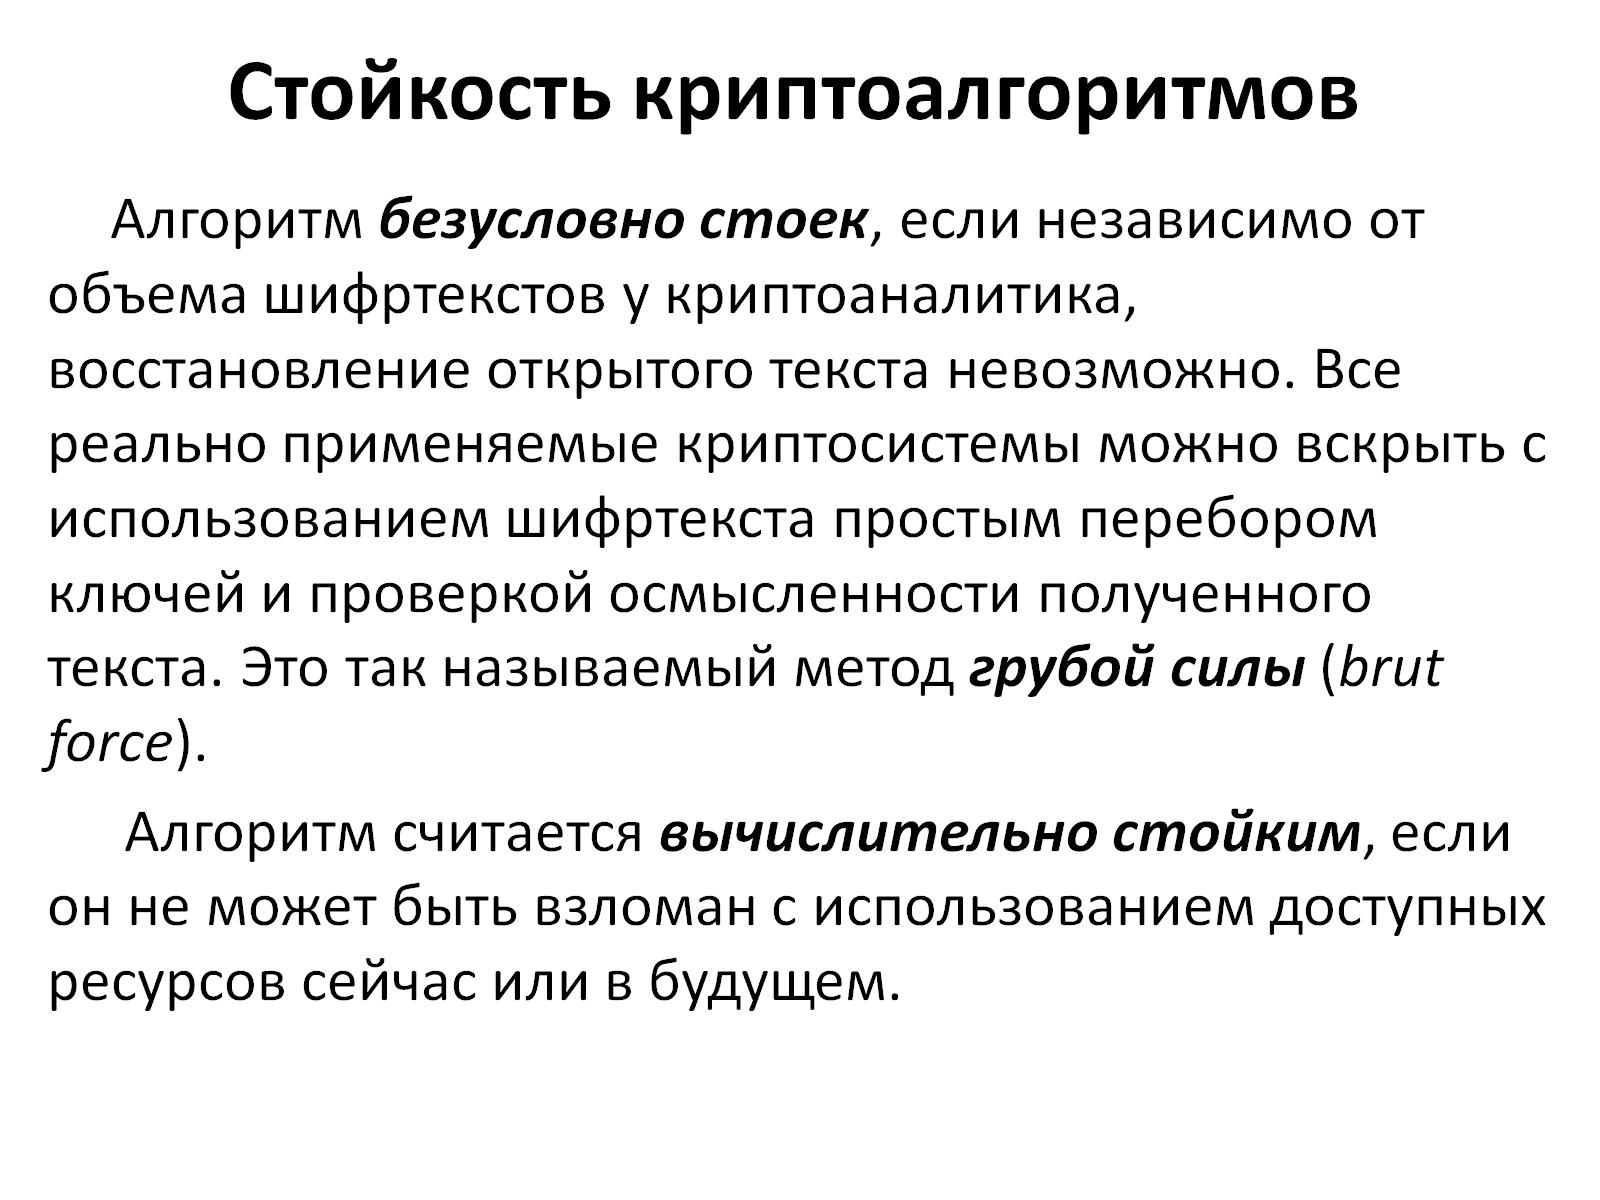 Стойкость криптоалгоритмов
Алгоритм безусловно стоек, если независимо от
объема шифртекстов у криптоаналитика,
восстановление открытого текста невозможно. Все
реально применяемые криптосистемы можно вскрыть с
использованием шифртекста простым перебором
ключей и проверкой осмысленности полученного
текста. Это так называемый метод грубой силы (brut
force).
Алгоритм считается вычислительно стойким, если
он не может быть взломан с использованием доступных
ресурсов сейчас или в будущем.